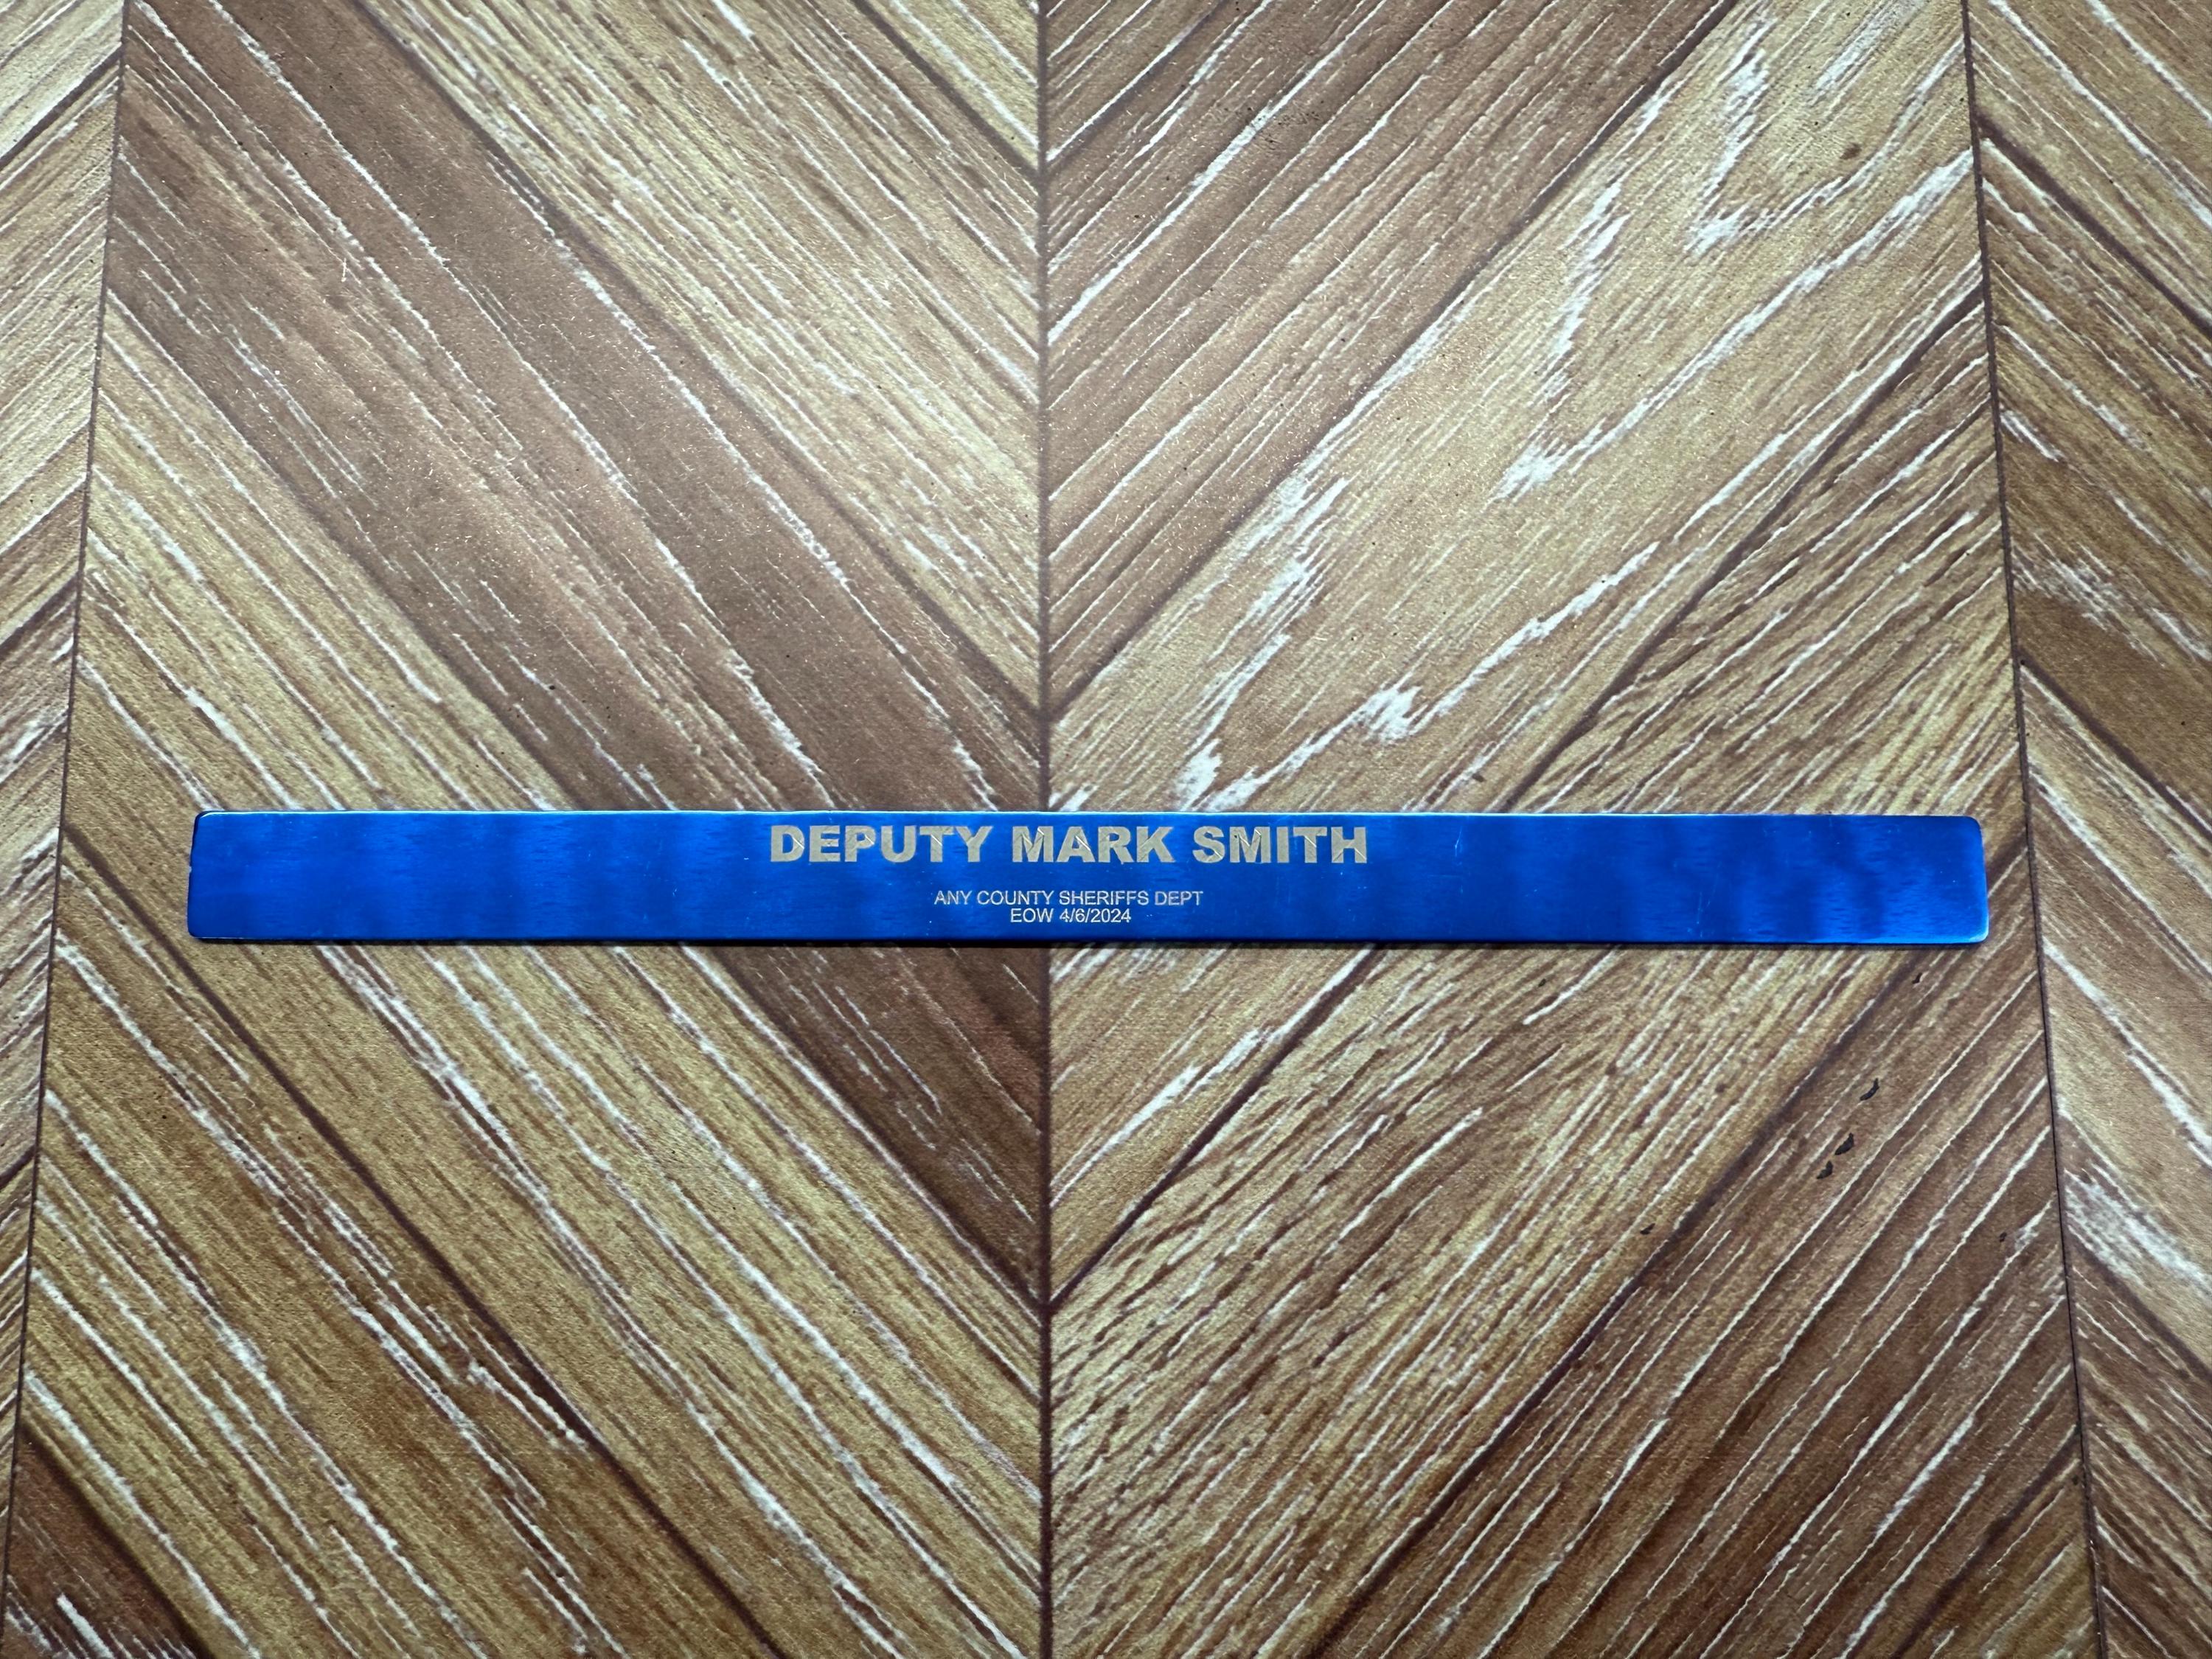 DEPUTY MARK SMITH
ANY COUNTY SHERIFFS DEPT
EOW 4/6/2024